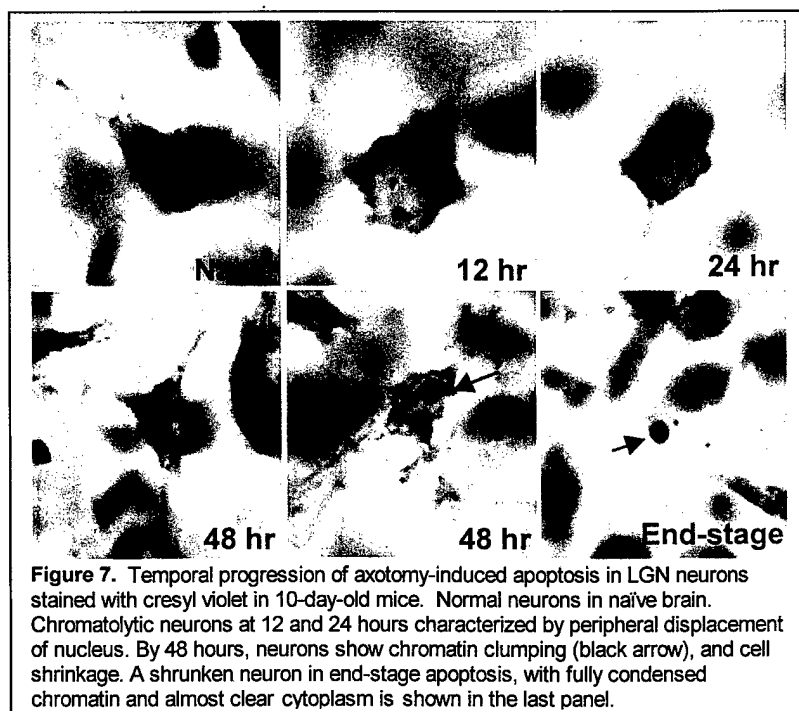 12 hr
24 hr
48 hr
48 hr
End-stage
Figure 7. Temporal progression of axotomy-induced apoptosis in LGN neurons
stained with cresyl violet in 10-day-old mice. Normal neurons in naïve brain.
Chromatolytic neurons at 12 and 24 hours characterized by peripheral displacement
of nucleus. By 48 hours, neurons show chromatin clumping (black arrow), and cell
shrinkage. A shrunken neuron in end-stage apoptosis, with fully condensed
chromatin and almost clear cytoplasm is shown in the last panel.